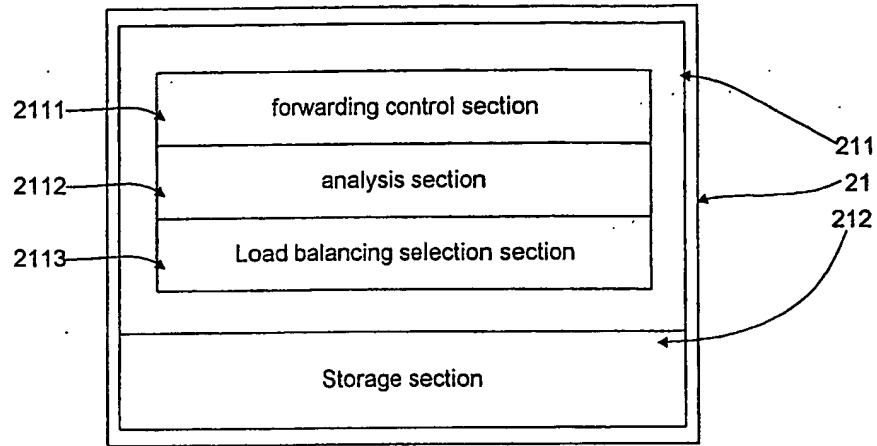 2111
forwarding control section
211
2112
analysis section
21
212
2113
Load balancing selection section
Storage section